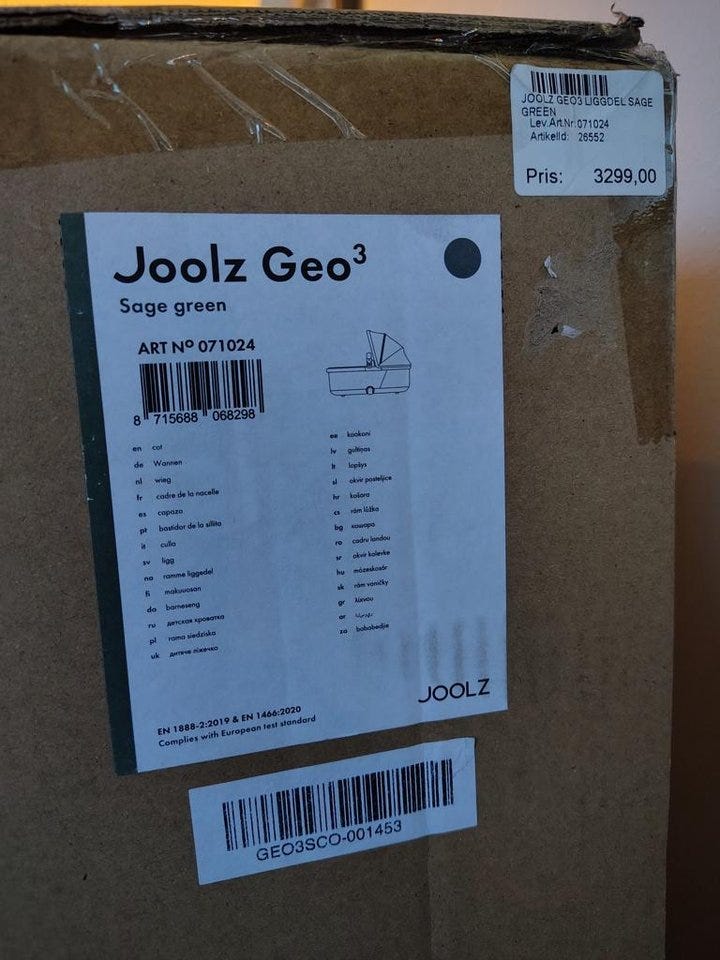 JOOLZ GEO3 LIGGDEL SAGE
GREEN
Lev.Art.Nr:071024
ArtikelId: 26552
Pris: 3299,00
Joolz Geo³
Sage green
ART Nº 071024
8 715688 068298
en cot
de Wannen
nl wieg
fr cadre de la nacelle
es capazo
pt bastidor de la sillita
it culla
sv ligg
no ramme liggedel
fi makuuosan
da barneseng
ru детская кроватка
pl rama siedziska
uk дитяче ліжечко
ee kookoni
lv gultiņas
lt lopšys
sl okvir posteljice
hr košara
cs rám lůžka
bg кошара
ro cadru landou
sr okvir kolevke
hu mózeskosár
sk rám vaničky
gr λίκνου
ar
za bababedjie
EN 1888-2:2019 & EN 1466:2020
Complies with European test standard
JOOLZ
GEO3SCO-001453